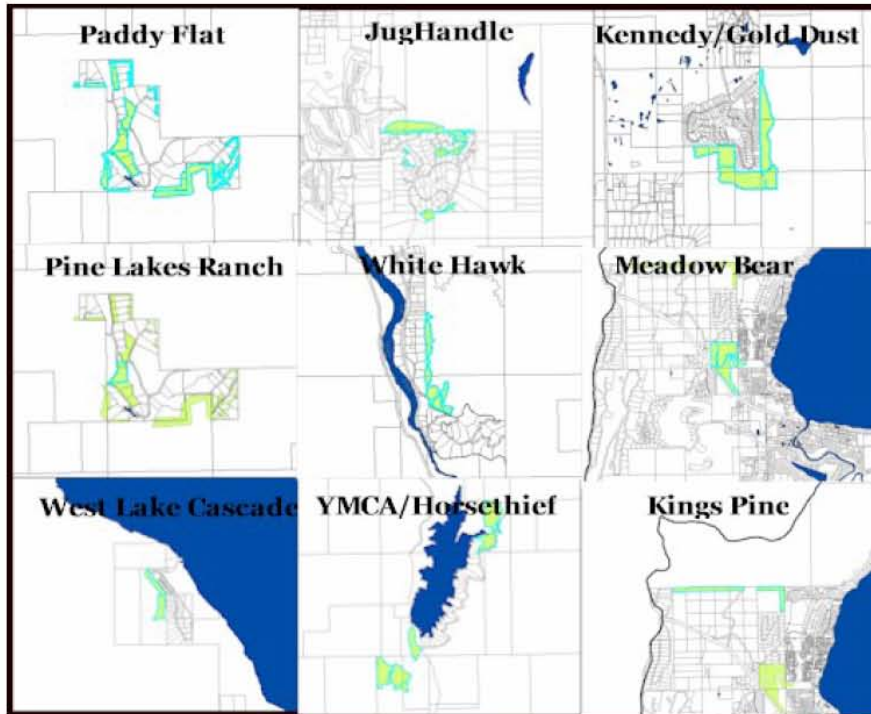 Paddy Flat
JugHandle
Kennedy/Gold Dust
Pine Lakes Ranch
White Hawk
Meadow Bear
West Lake Cascade
YMCA/Horsethief
Kings Pine